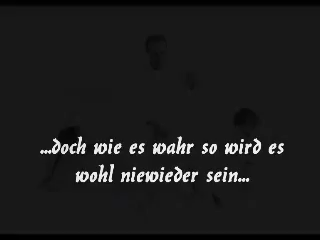 ...doch wie es wahr so wird es
wohl niewieder sein...